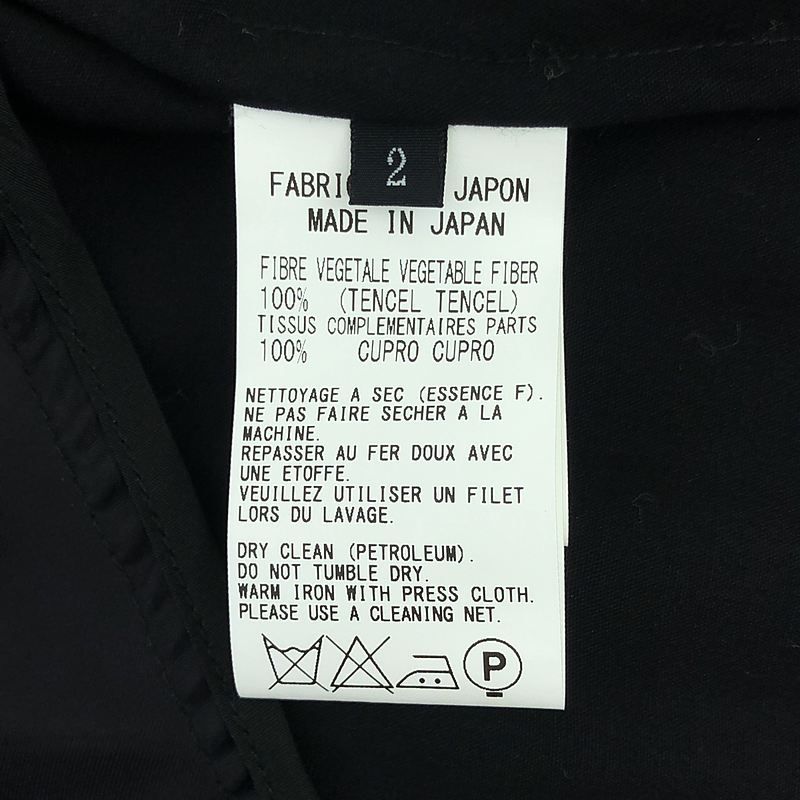 2
FABRI JAPON
MADE IN JAPAN
FIBRE VEGETALE VEGETABLE FIBER
100% (TENCEL TENCEL)
TISSUS COMPLEMENTAIRES PARTS
100% CUPRO CUPRO
NETTOYAGE A SEC (ESSENCE F).
NE PAS FAIRE SECHER A LA
MACHINE.
REPASSER AU FER DOUX AVEC
UNE ETOFFE.
VEUILLEZ UTILISER UN FILET
LORS DU LAVAGE.
DRY CLEAN (PETROLEUM).
DO NOT TUMBLE DRY.
WARM IRON WITH PRESS CLOTH.
PLEASE USE A CLEANING NET.
P